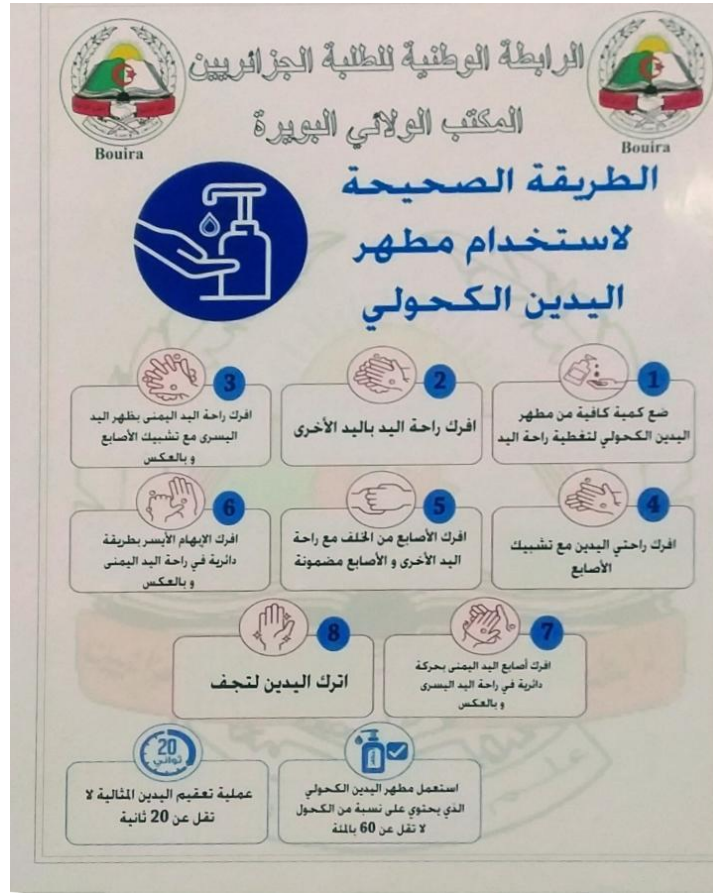 الرابطة الوطنية للطلبة الجزائريين
المكتب الولائي البويرة
Bouira
Bouira
الطريقة الصحيحة
لاستخدام مطهر
اليدين الكحولي
1
ضع كمية كافية من مطهر
اليدين الكحولي لتغطية راحة اليد
2
افرك راحة اليد باليد الأخرى
3
افرك راحة اليد اليمنى بظهر اليد
اليسرى مع تشبيك الأصابع
و بالعكس
4
افرك راحتي اليدين مع تشبيك
الأصابع
5
افرك الأصابع من الخلف مع راحة
اليد الأخرى و الأصابع مضمونة
6
افرك الإبهام الأيسر بطريقة
دائرية في راحة اليد اليمنى
و بالعكس
7
افرك أصابع اليد اليمنى بحركة
دائرية في راحة اليد اليسرى
و بالعكس
8
اترك اليدين لتجف
استعمل مطهر اليدين الكحولي
الذي يحتوي على نسبة من الكحول
لا تقل عن 60 بالمئة
20
ثواني
عملية تعقيم اليدين المثالية لا
تقل عن 20 ثانية